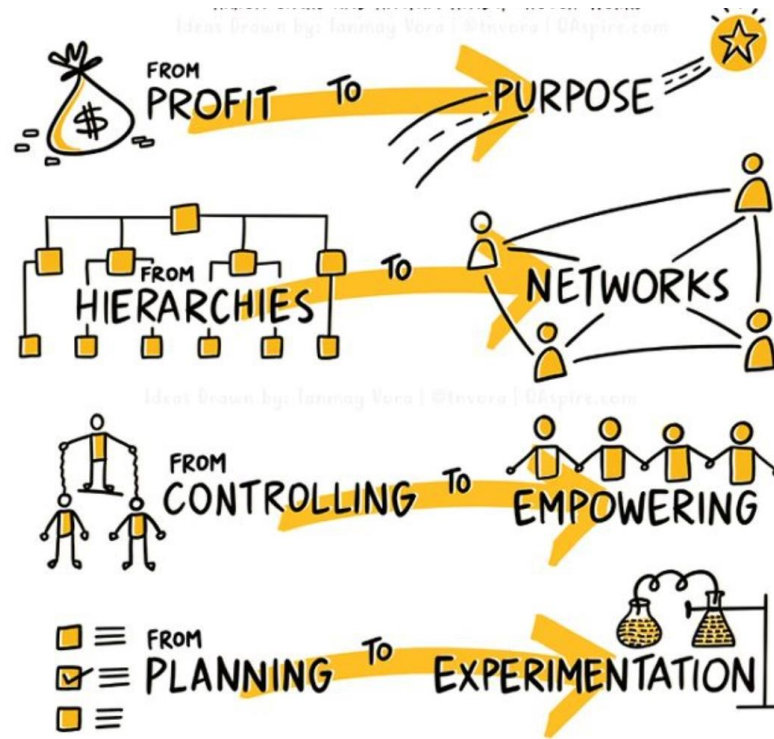 Ideas Drawn by: Tanmay Vora | @tnvora | QAspire.com
FROM
PROFIT TO PURPOSE
$
FROM
HIERARCHIES TO NETWORKS
Ideas Drawn by: Tanmay Vora | @tnvora | QAspire.com
FROM
CONTROLLING TO EMPOWERING
FROM
PLANNING TO EXPERIMENTATION